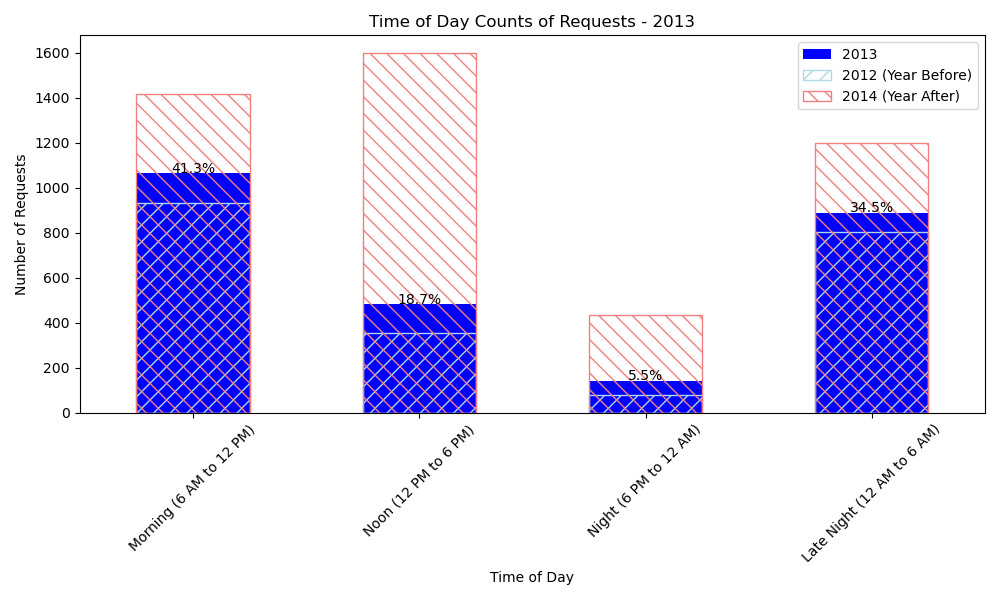 Time of Day Counts of Requests - 2013
Number of Requests
1600
1400
1200
1000
800
600
400
200
0
2013
2012 (Year Before)
2014 (Year After)
41.3%
18.7%
5.5%
34.5%
Morning (6 AM to 12 PM)
Noon (12 PM to 6 PM)
Night (6 PM to 12 AM)
Late Night (12 AM to 6 AM)
Time of Day